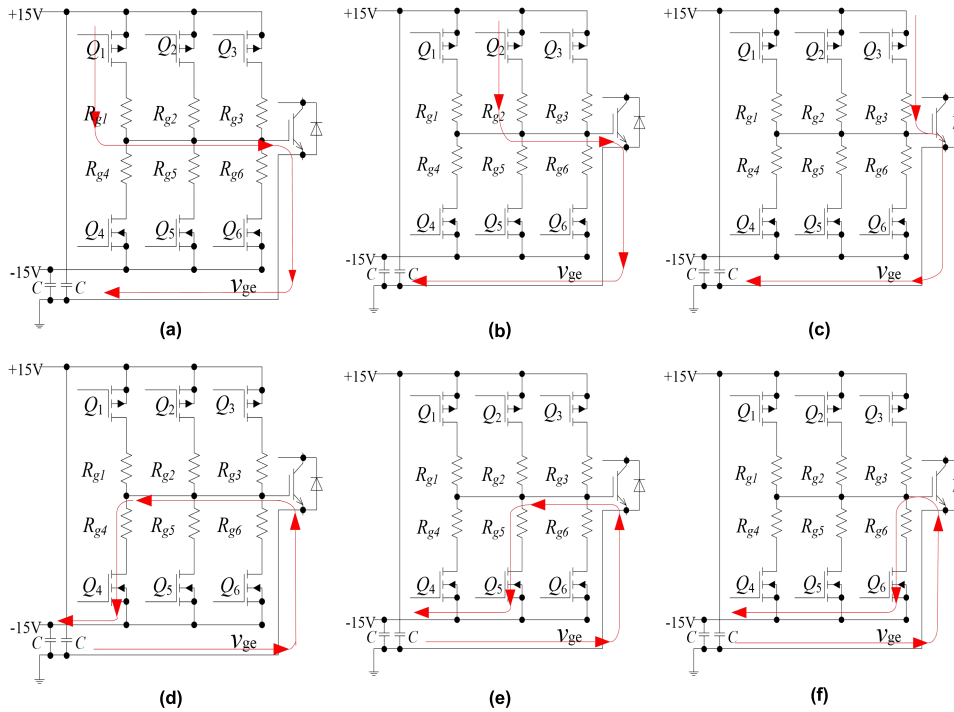 +15V
Q1 Q2 Q3
Rg1 Rg2 Rg3
Rg4 Rg5 Rg6
Q4 Q5 Q6
-15V
C C vge
(a)
+15V
Q1 Q2 Q3
Rg1 Rg2 Rg3
Rg4 Rg5 Rg6
Q4 Q5 Q6
-15V
C C vge
(b)
+15V
Q1 Q2 Q3
Rg1 Rg2 Rg3
Rg4 Rg5 Rg6
Q4 Q5 Q6
-15V
C C vge
(c)
+15V
Q1 Q2 Q3
Rg1 Rg2 Rg3
Rg4 Rg5 Rg6
Q4 Q5 Q6
-15V
C C vge
(d)
+15V
Q1 Q2 Q3
Rg1 Rg2 Rg3
Rg4 Rg5 Rg6
Q4 Q5 Q6
-15V
C C vge
(e)
+15V
Q1 Q2 Q3
Rg1 Rg2 Rg3
Rg4 Rg5 Rg6
Q4 Q5 Q6
-15V
C C vge
(f)